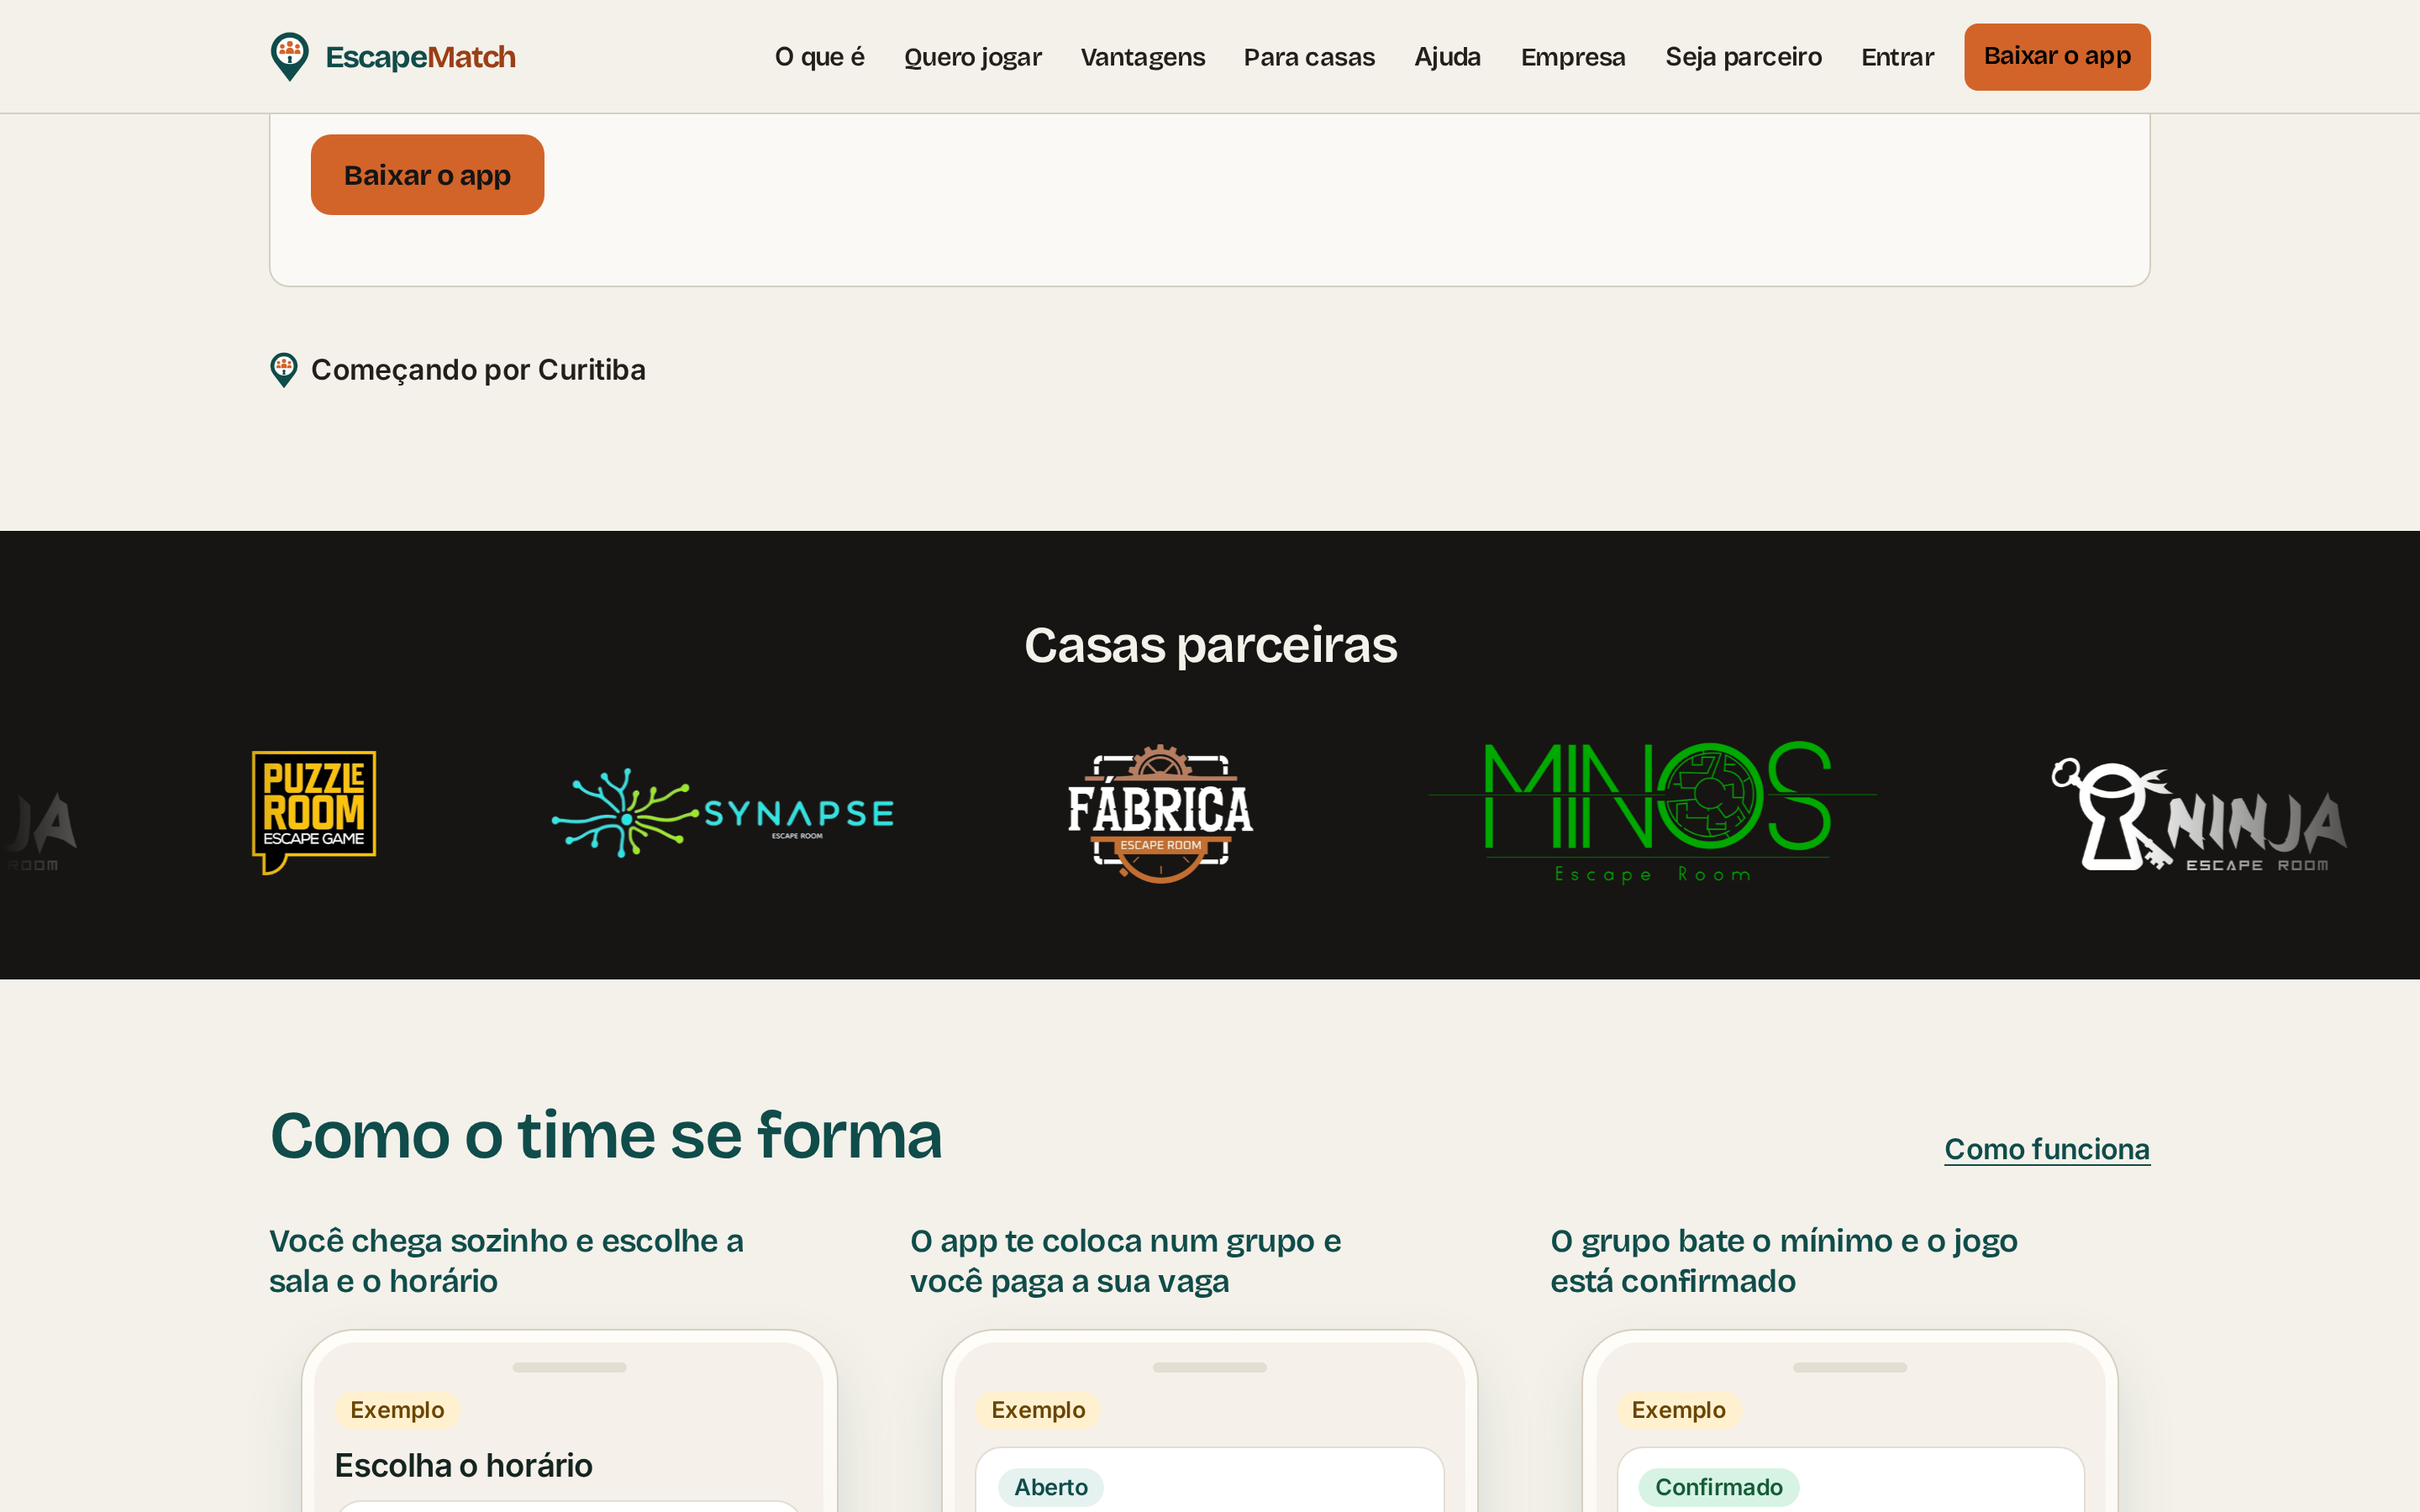 EscapeMatch
O que é
Quero jogar
Vantagens
Para casas
Ajuda
Empresa
Seja parceiro
Entrar
Baixar o app
Baixar o app
Começando por Curitiba
Casas parceiras
JA
ROOM
PUZZLE
ROOM
ESCAPE GAME
SYNAPSE
ESCAPE ROOM
FÁBRICA
ESCAPE ROOM
MINOS
Escape Room
NINJA
ESCAPE ROOM
Como o time se forma
Como funciona
Você chega sozinho e escolhe a
sala e o horário
O app te coloca num grupo e
você paga a sua vaga
O grupo bate o mínimo e o jogo
está confirmado
Exemplo
Escolha o horário
Exemplo
Aberto
Exemplo
Confirmado